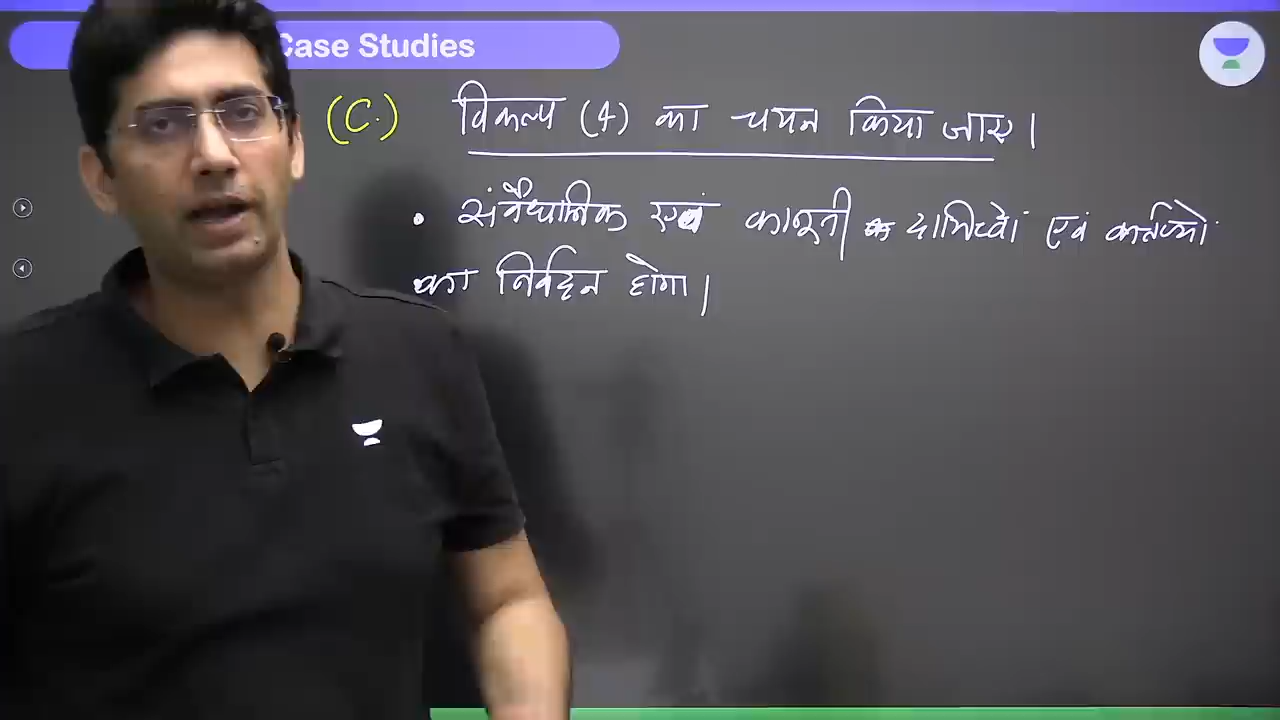 Case Studies
(C.) विकल्प (4) का चयन किया जाए।
• संवैधानिक एवं कानूनी दायित्वों एवं कर्तव्यों
का निर्वहन होगा।